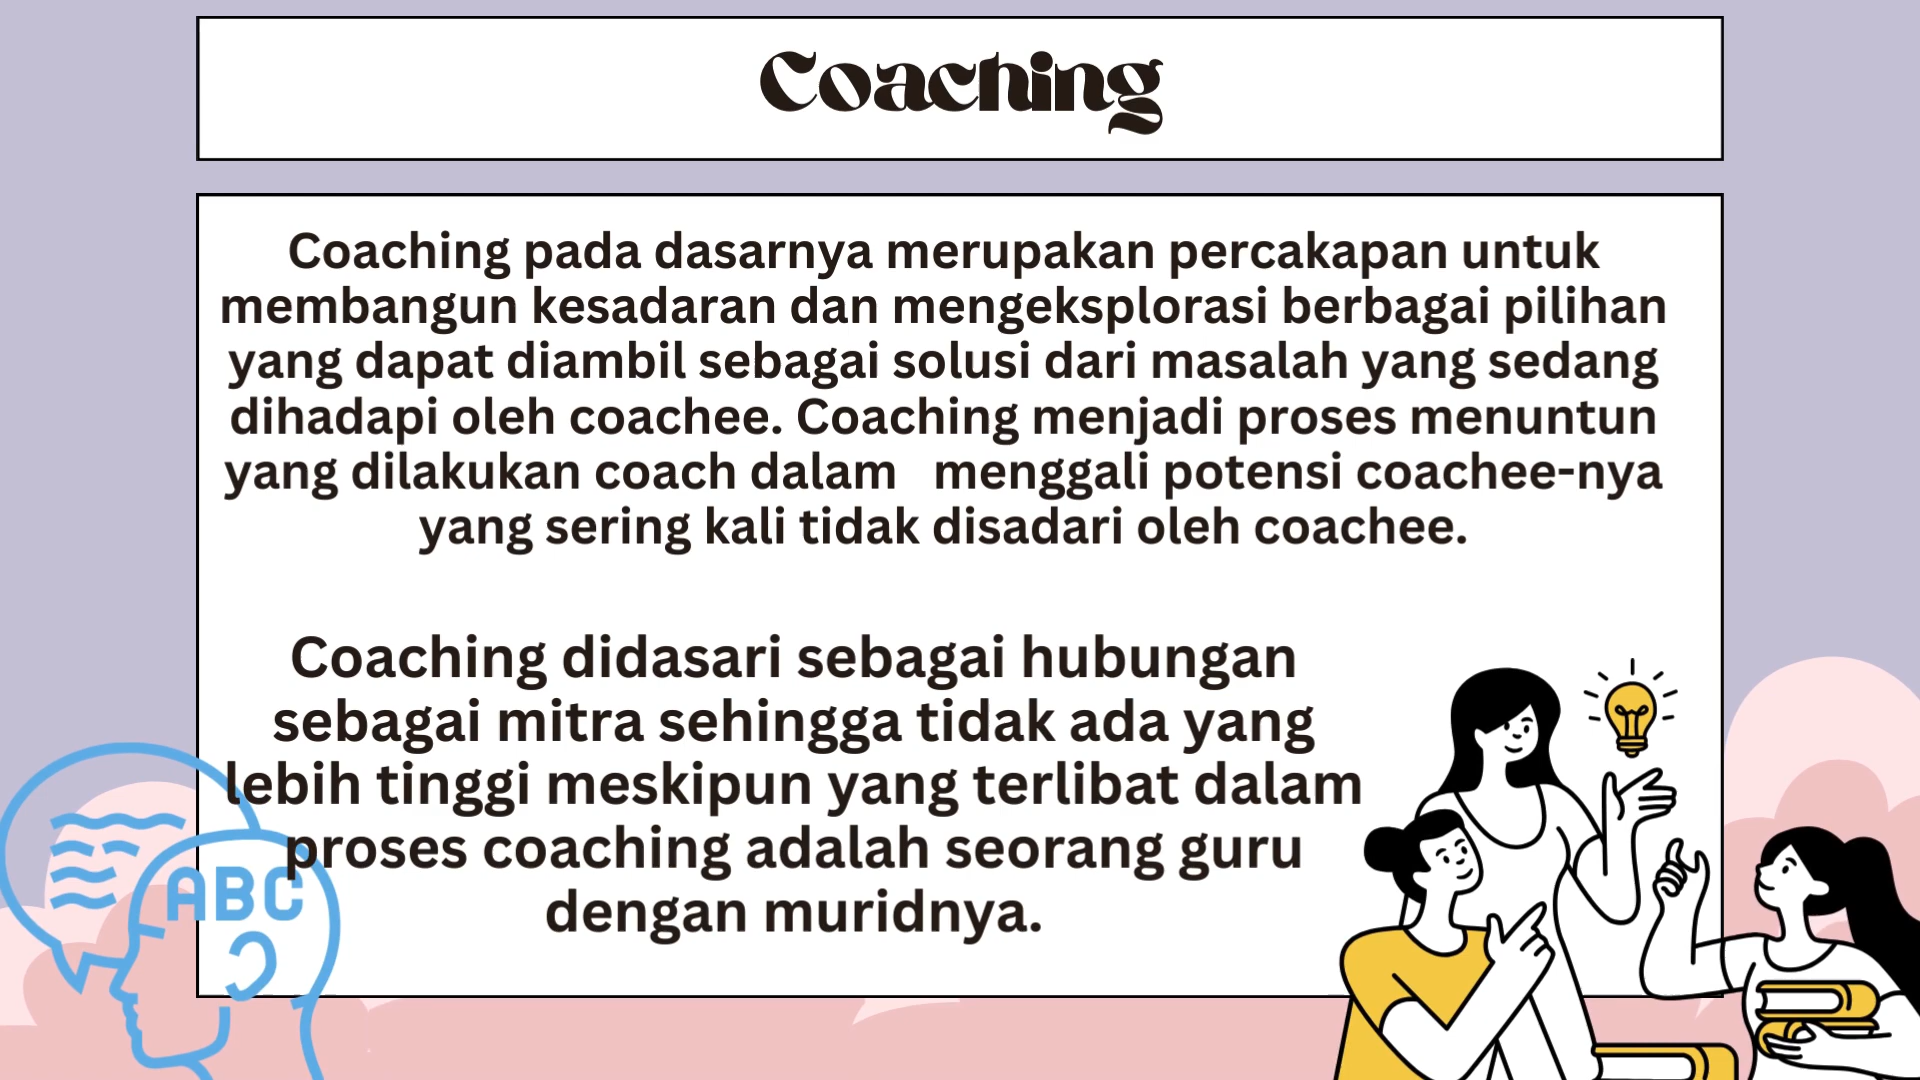 Coaching
Coaching pada dasarnya merupakan percakapan untuk
membangun kesadaran dan mengeksplorasi berbagai pilihan
yang dapat diambil sebagai solusi dari masalah yang sedang
dihadapi oleh coachee. Coaching menjadi proses menuntun
yang dilakukan coach dalam   menggali potensi coachee-nya
yang sering kali tidak disadari oleh coachee.
Coaching didasari sebagai hubungan
sebagai mitra sehingga tidak ada yang
lebih tinggi meskipun yang terlibat dalam
proses coaching adalah seorang guru
dengan muridnya.
ABC